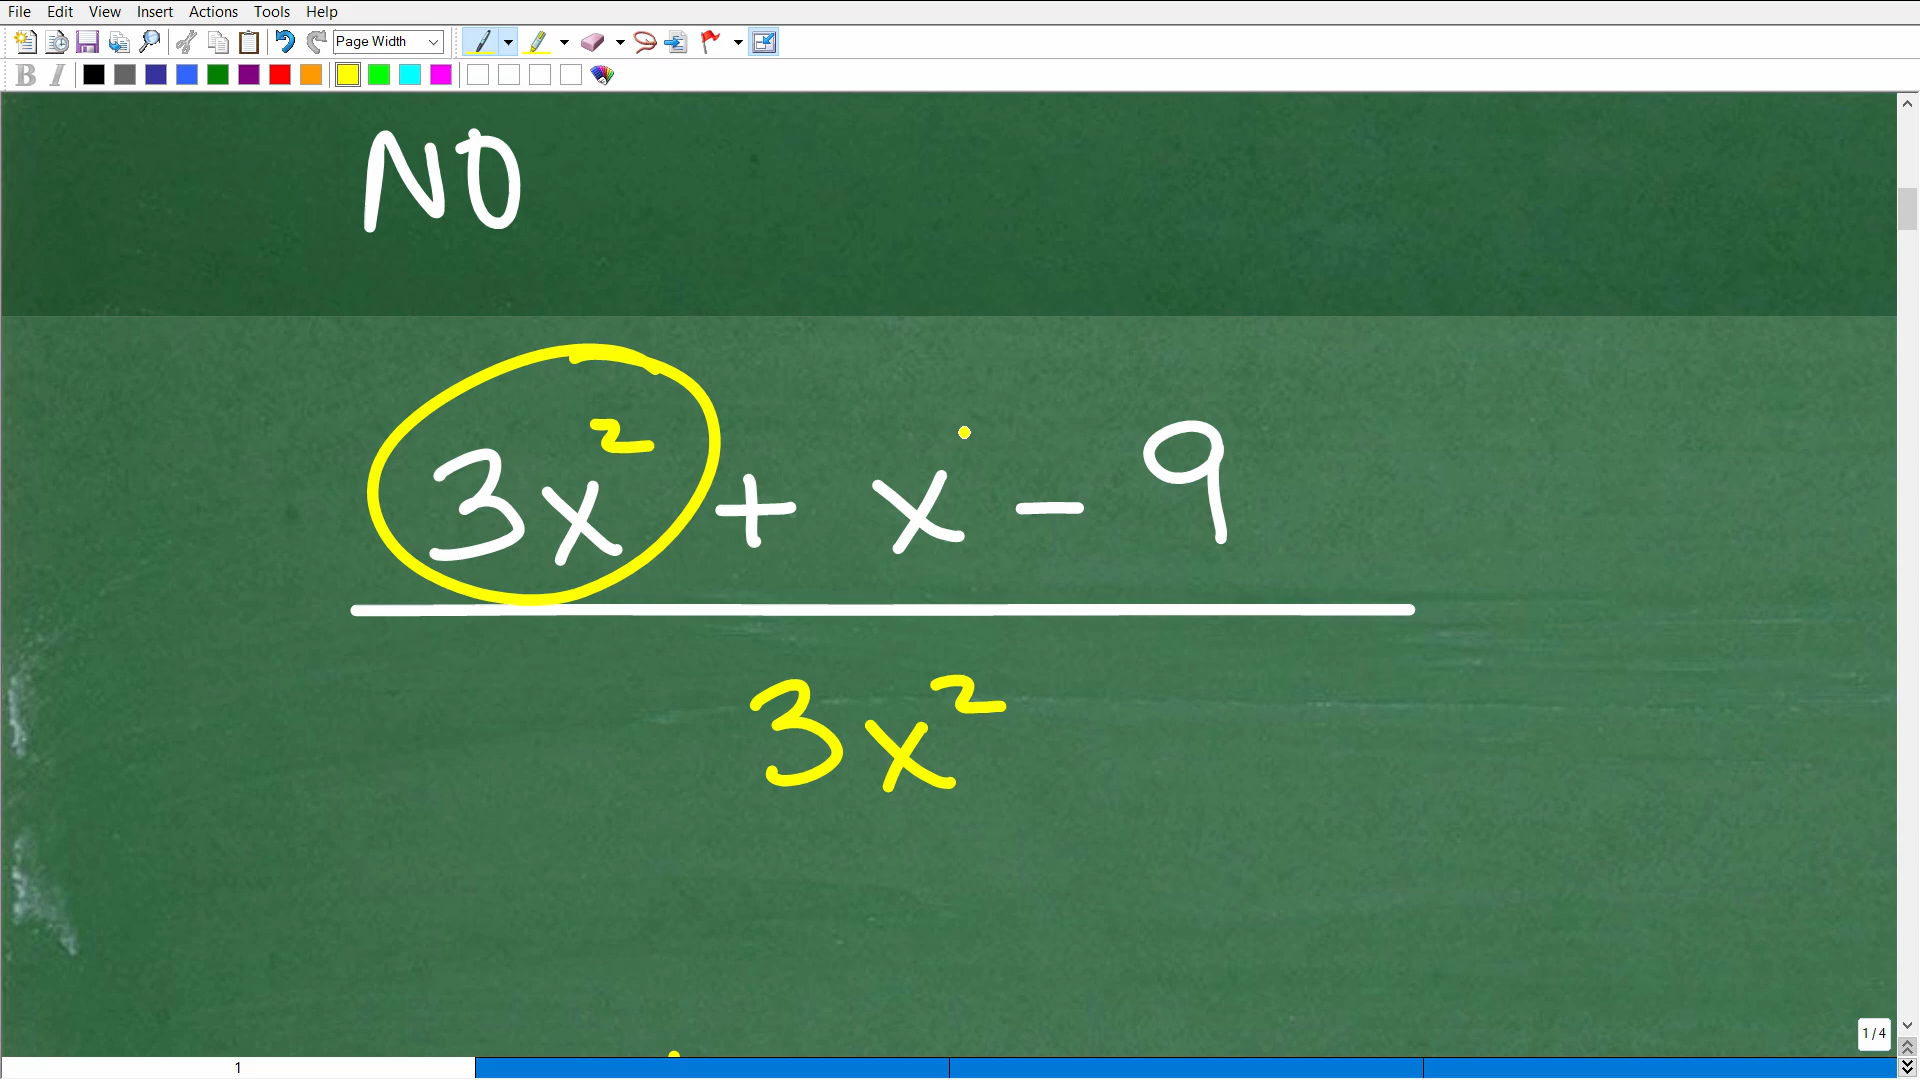 File Edit View Insert Actions Tools Help
Page Width
B I
NO
3x² + x - 9
3x²
1 / 4
1